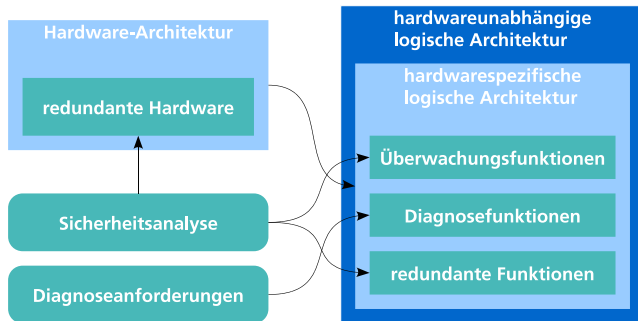 Hardware-Architektur
redundante Hardware
Sicherheitsanalyse
Diagnoseanforderungen
hardwareunabhängige
logische Architektur
hardwarespezifische
logische Architektur
Überwachungsfunktionen
Diagnosefunktionen
redundante Funktionen